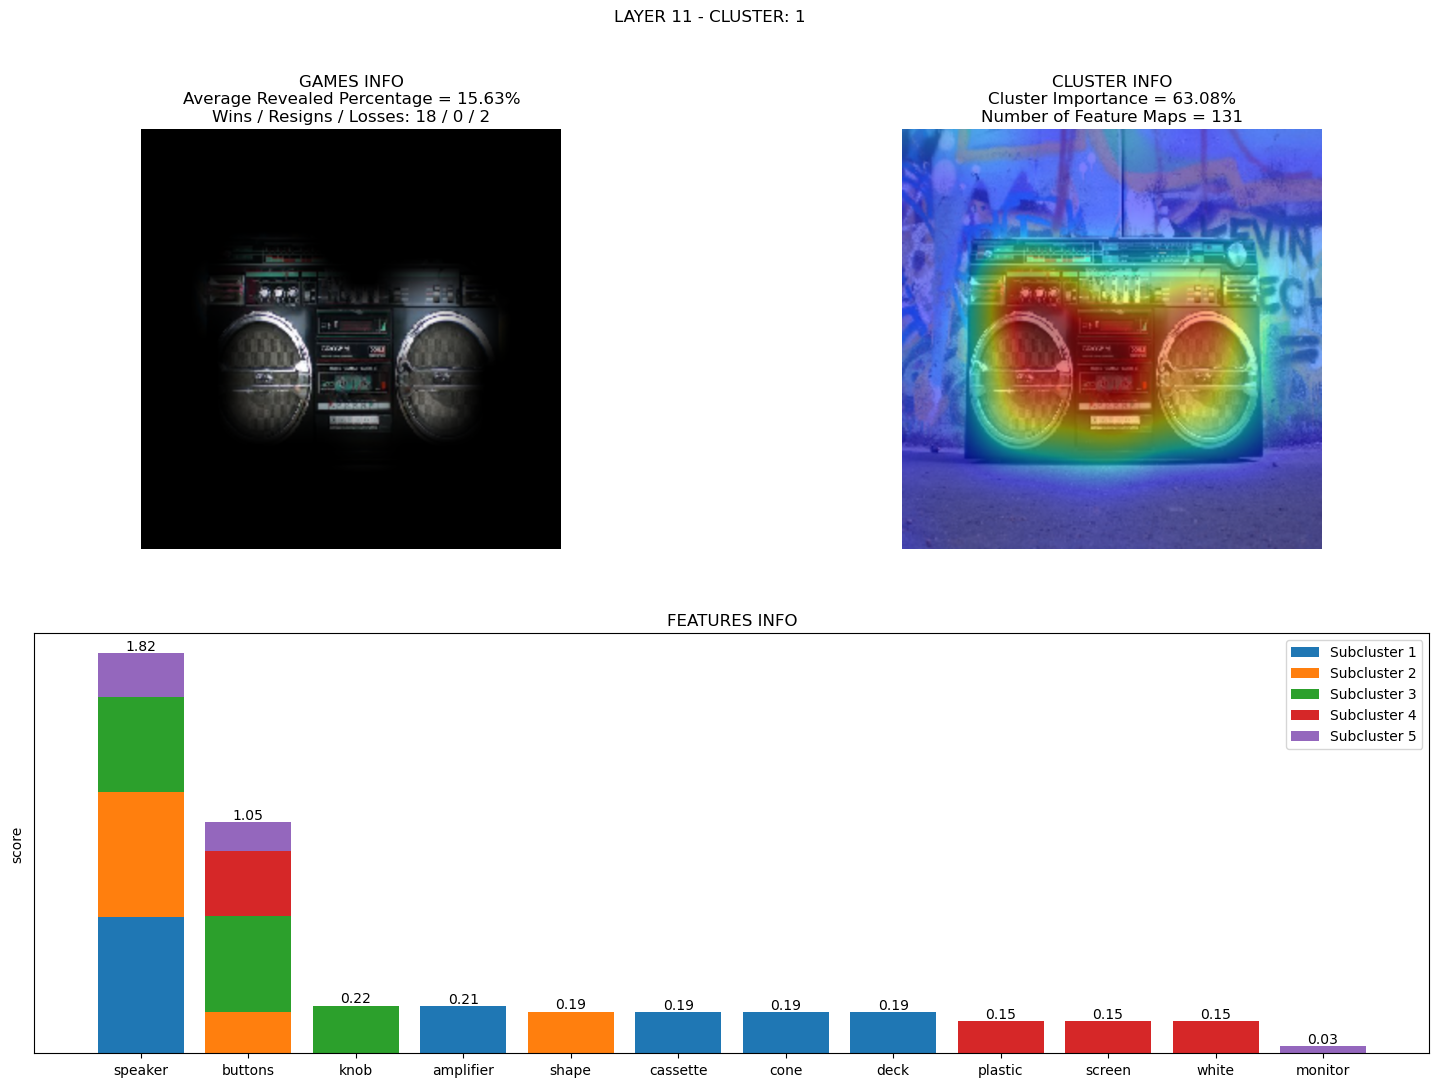 LAYER 11 - CLUSTER: 1
GAMES INFO
Average Revealed Percentage = 15.63%
Wins / Resigns / Losses: 18 / 0 / 2
CLUSTER INFO
Cluster Importance = 63.08%
Number of Feature Maps = 131
EVIN
FEATURES INFO
score
1.82
1.05
0.22
0.21
0.19
0.19
0.19
0.19
0.15
0.15
0.15
0.03
Subcluster 1
Subcluster 2
Subcluster 3
Subcluster 4
Subcluster 5
speaker
buttons
knob
amplifier
shape
cassette
cone
deck
plastic
screen
white
monitor